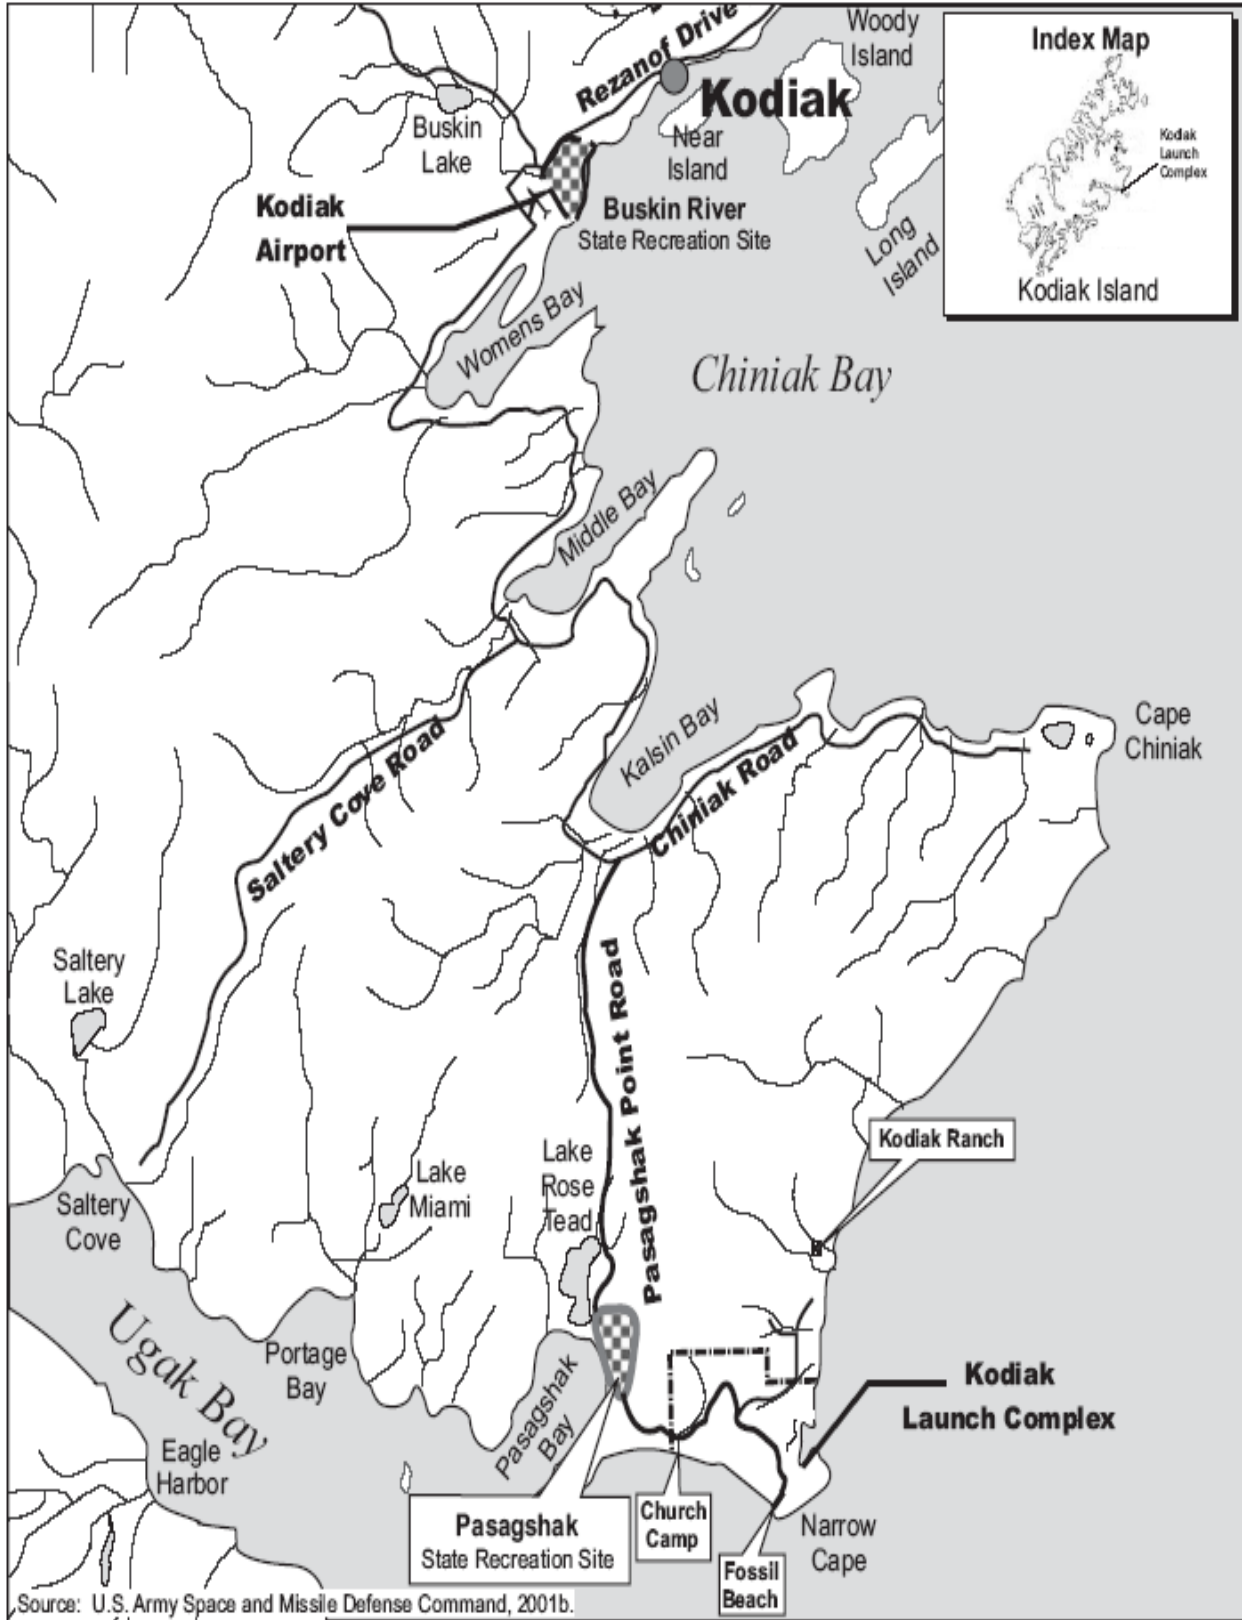 Rezanof Drive
Woody
Island
Index Map
Kodiak
Launch
Complex
Kodiak Island
Kodiak
Near
Island
Buskin
Lake
Kodiak
Airport
Buskin River
State Recreation Site
Long
Island
Womens Bay
Chiniak Bay
Middle Bay
Kalsin Bay
Cape
Chiniak
Chiniak Road
Saltery Cove Road
Saltery
Lake
Pasagshak Point Road
Kodiak Ranch
Lake
Rose
Tead
Lake
Miami
Saltery
Cove
Ugak Bay
Portage
Bay
Pasagshak
Bay
Kodiak
Launch Complex
Eagle
Harbor
Pasagshak
State Recreation Site
Church
Camp
Narrow
Cape
Fossil
Beach
Source: U.S. Army Space and Missile Defense Command, 2001b.